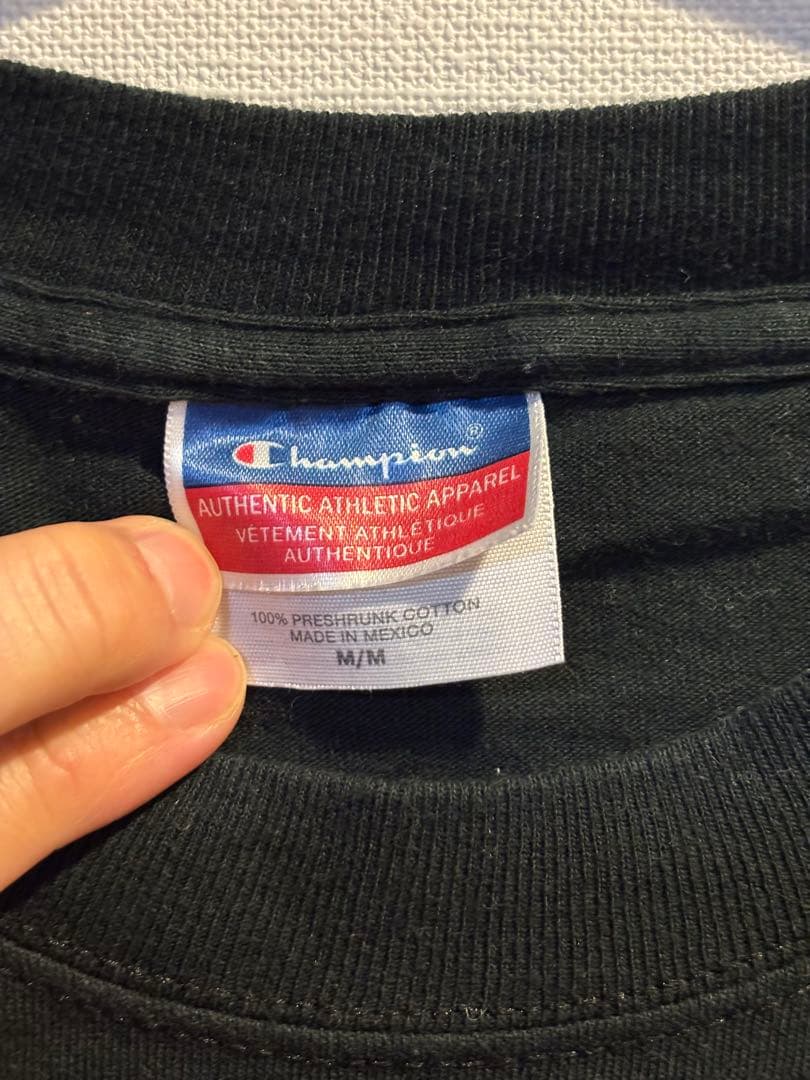 Champion®
AUTHENTIC ATHLETIC APPAREL
VÊTEMENT ATHLÉTIQUE
AUTHENTIQUE
100% PRESHRUNK COTTON
MADE IN MEXICO
M/M